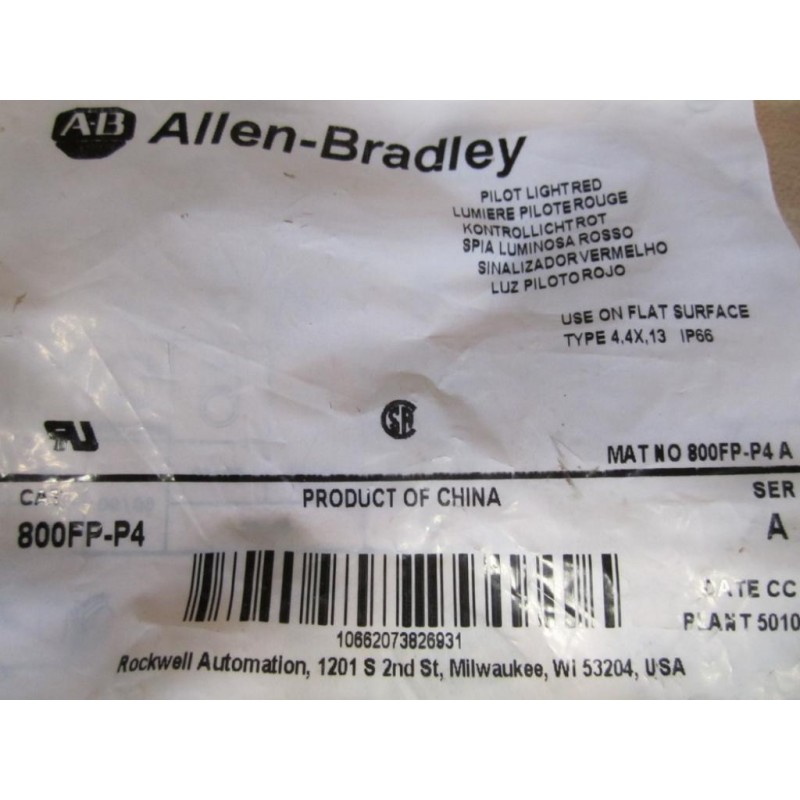 A-B Allen-Bradley
PILOT LIGHT RED
LUMIERE PILOTE ROUGE
KONTROLLICHT ROT
SPIA LUMINOSA ROSSO
SINALIZADOR VERMELHO
LUZ PILOTO ROJO
USE ON FLAT SURFACE
TYPE 4,4X,13 IP66
MAT NO 800FP-P4 A
PRODUCT OF CHINA
SER
800FP-P4
A
DATE CC
PLANT 5010
10662073826931
Rockwell Automation, 1201 S 2nd St, Milwaukee, WI 53204, USA